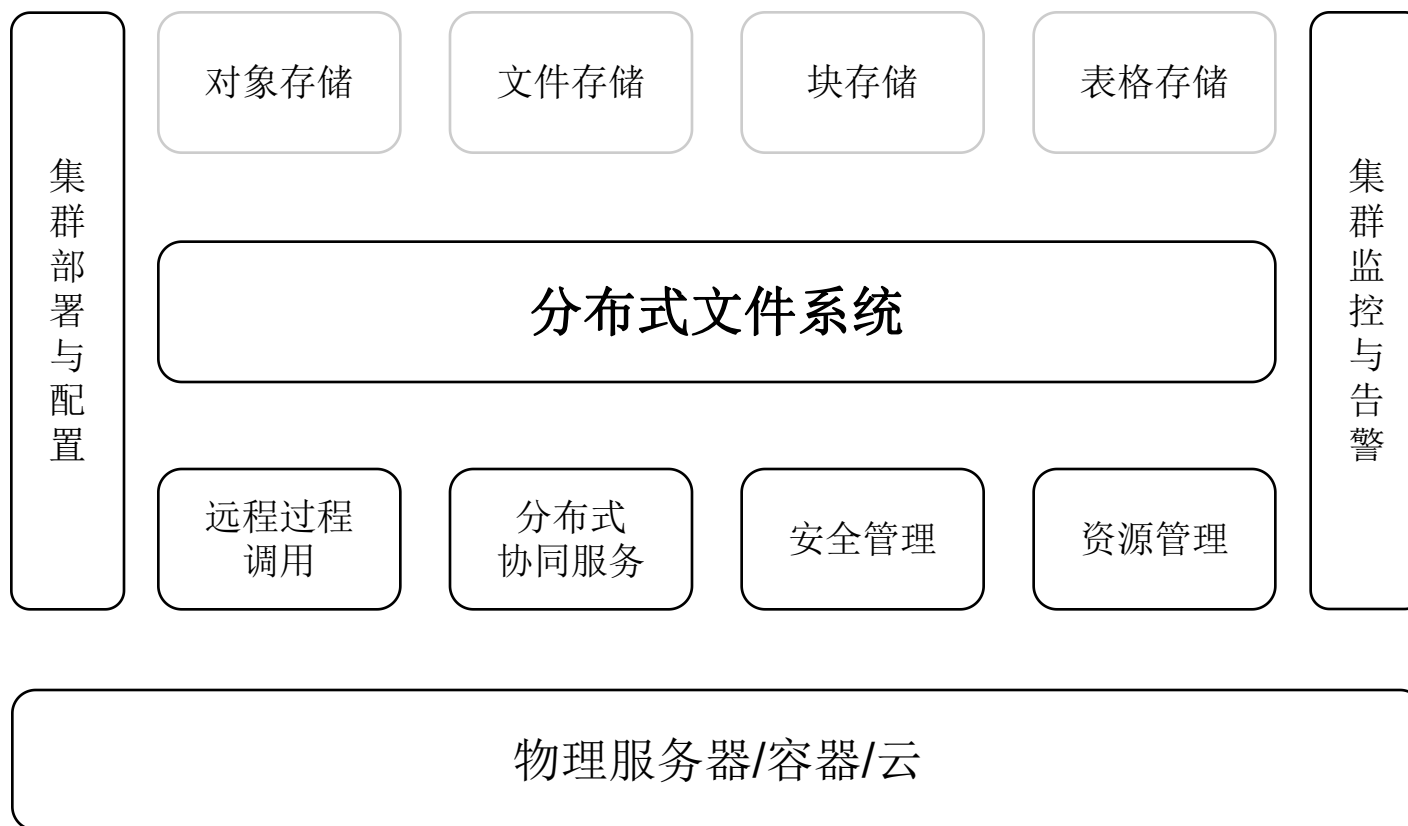 对象存储
文件存储
块存储
表格存储
集群部署与配置
集群监控与告警
分布式文件系统
远程过程
调用
分布式
协同服务
安全管理
资源管理
物理服务器/容器/云